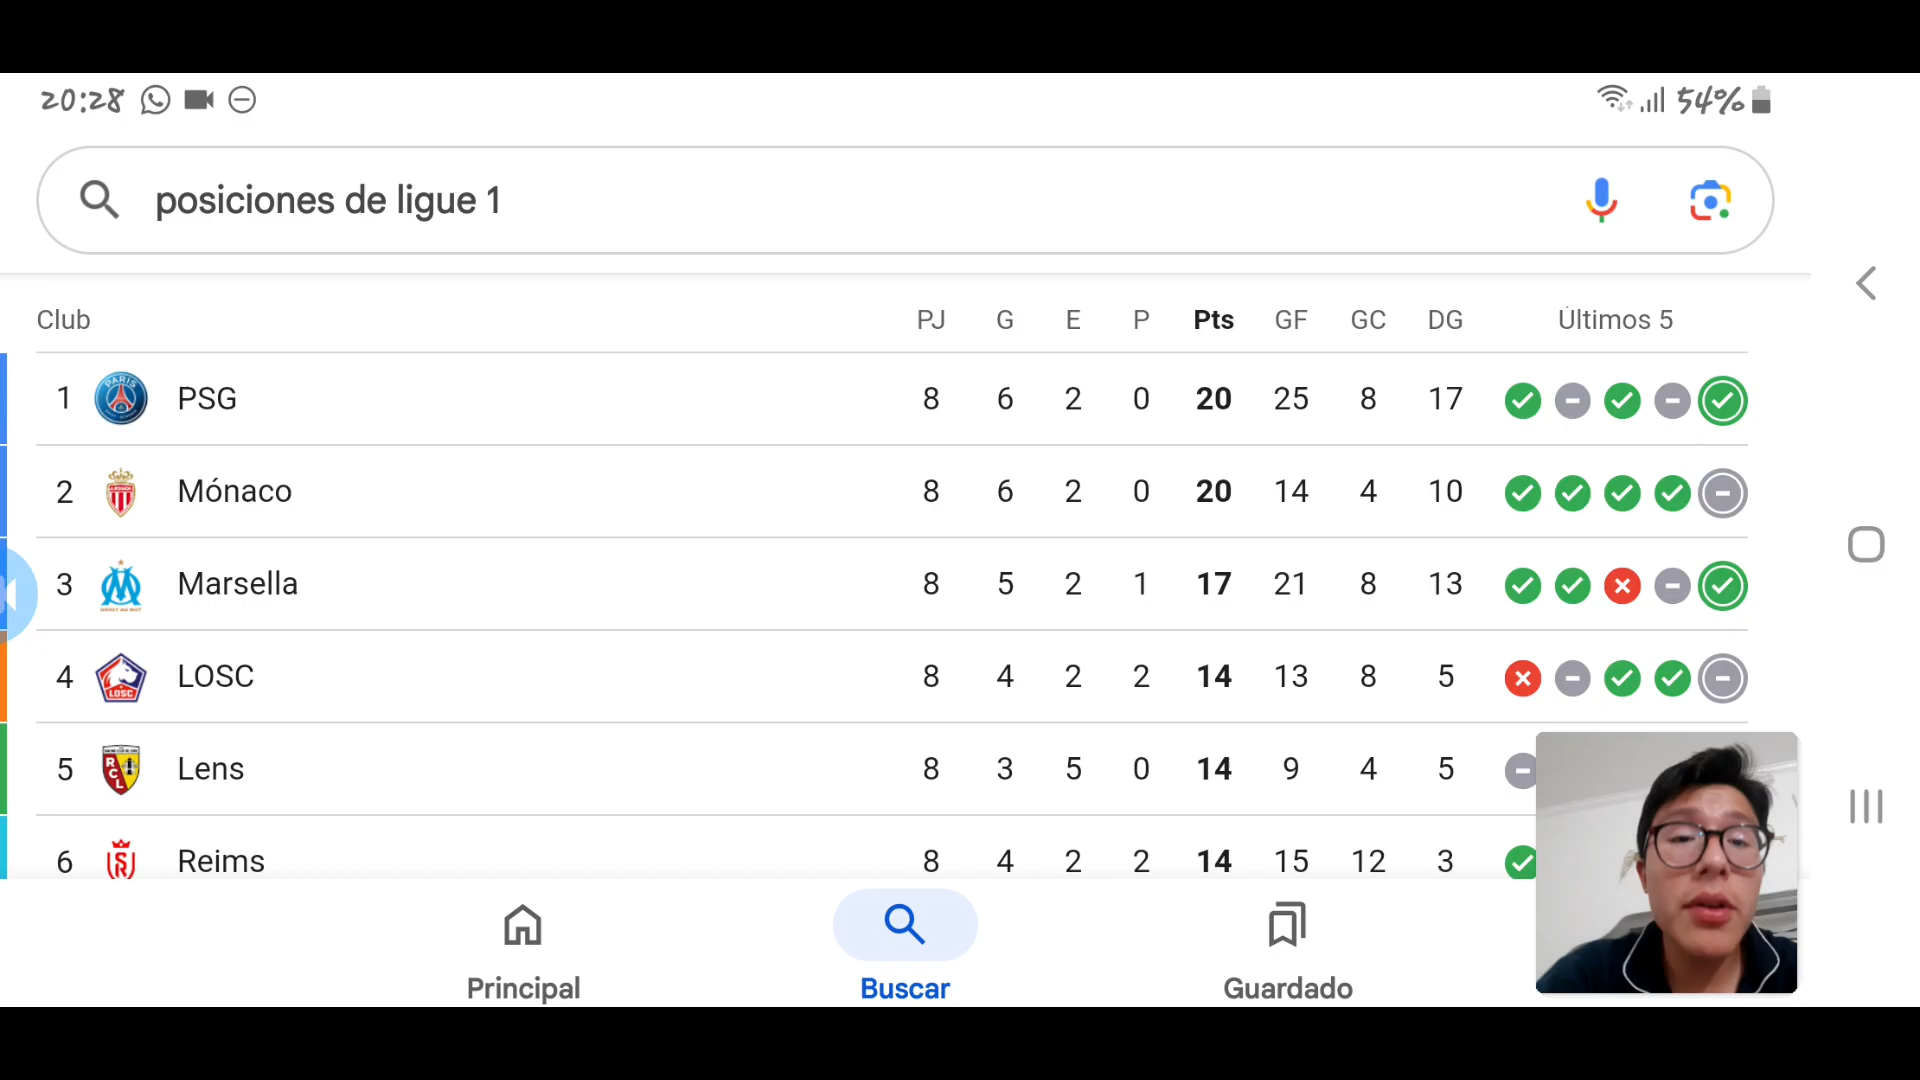 20:28 54%
posiciones de ligue 1
Club PJ G E P Pts GF GC DG Últimos 5
1 PARIS PSG 8 6 2 0 20 25 8 17
2 Mónaco 8 6 2 0 20 14 4 10
3 Marsella 8 5 2 1 17 21 8 13
4 LOSC LOSC 8 4 2 2 14 13 8 5
5 RCL Lens 8 3 5 0 14 9 4 5
6 Reims 8 4 2 2 14 15 12 3
Principal Buscar Guardado